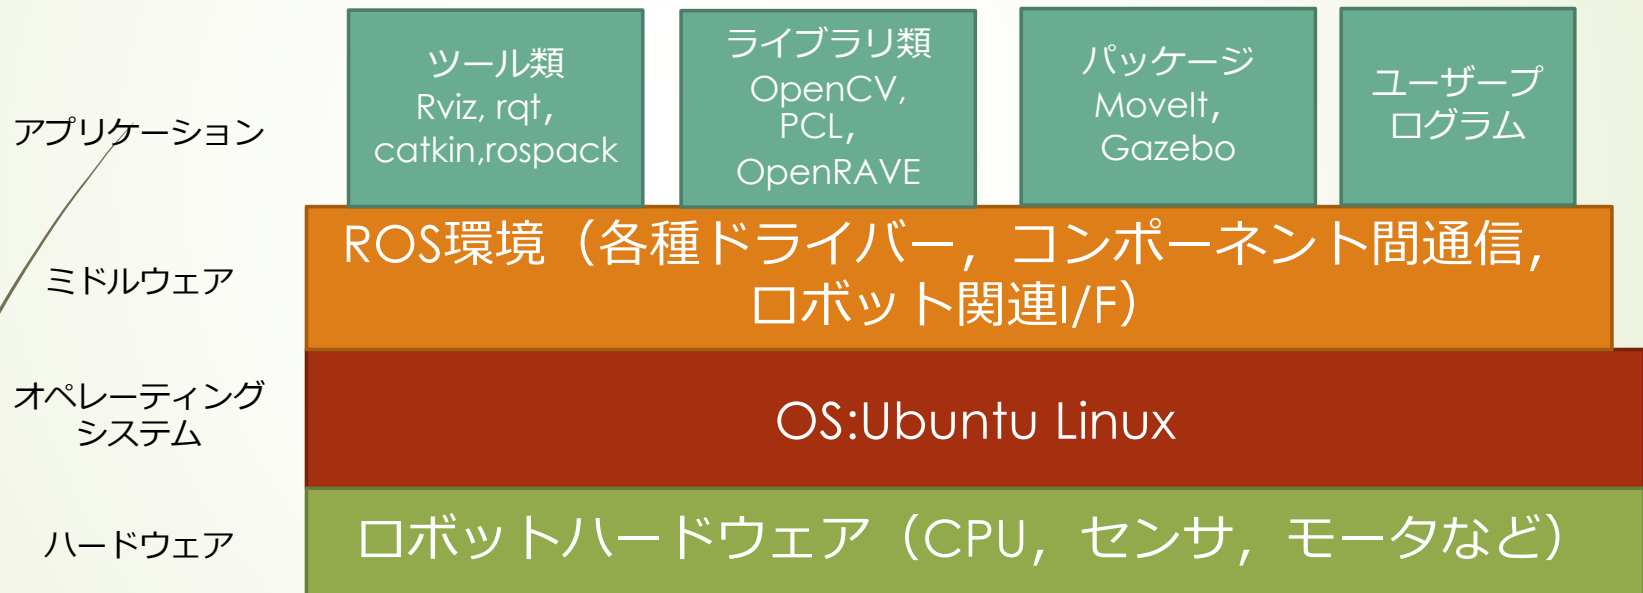 アプリケーション
ツール類
Rviz, rqt，
catkin,rospack
ライブラリ類
OpenCV,
PCL，
OpenRAVE
パッケージ
MoveIt，
Gazebo
ユーザープ
ログラム
ミドルウェア
ROS環境（各種ドライバー，コンポーネント間通信，
ロボット関連I/F）
オペレーティング
システム
OS:Ubuntu Linux
ハードウェア
ロボットハードウェア（CPU，センサ，モータなど）